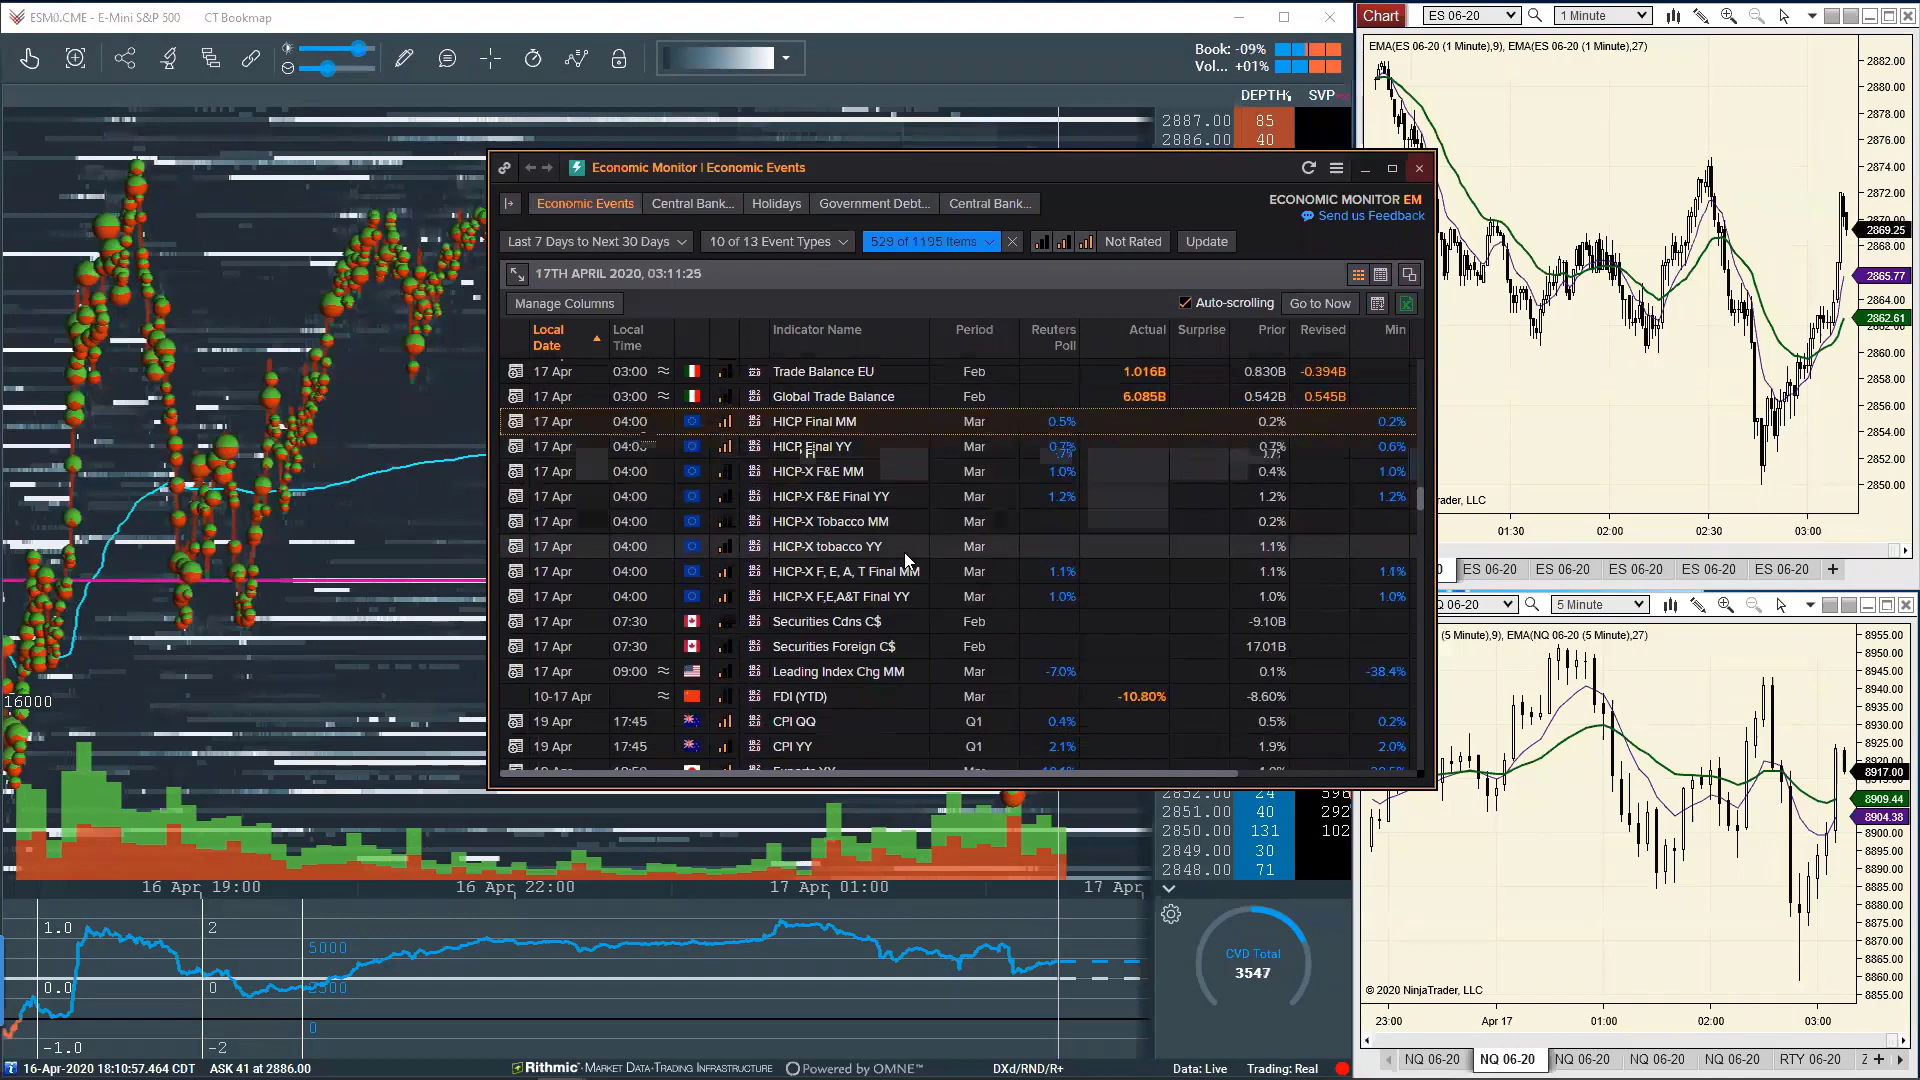 ESM0.CME - E-Mini S&P 500 CT Bookmap
Book: -09%
Vol... +01%
DEPTH SVP
2887.00 85
2886.00 40
Economic Monitor | Economic Events
Economic Events Central Bank... Holidays Government Debt... Central Bank...
ECONOMIC MONITOR EM
Send us Feedback
Last 7 Days to Next 30 Days 10 of 13 Event Types 529 of 1195 Items Not Rated Update
17TH APRIL 2020, 03:11:25
Manage Columns Auto-scrolling Go to Now
Local Date Local Time Indicator Name Period Reuters Poll Actual Surprise Prior Revised Min
17 Apr 03:00 ≈ Trade Balance EU Feb 1.016B 0.830B -0.394B
17 Apr 03:00 ≈ Global Trade Balance Feb 6.085B 0.542B 0.545B
17 Apr 04:00 HICP Final MM Mar 0.5% 0.2% 0.2%
17 Apr HICP Final YY Mar 0.7% 0.7% 0.6%
17 Apr 04:00 HICP-X F&E MM Mar 1.0% 0.4% 1.0%
17 Apr 04:00 HICP-X F&E Final YY Mar 1.2% 1.2% 1.2%
17 Apr 04:00 HICP-X Tobacco MM Mar 0.2%
17 Apr 04:00 HICP-X tobacco YY Mar 1.1%
17 Apr 04:00 HICP-X F, E, A, T Final MM Mar 1.1% 1.1% 1.1%
17 Apr 04:00 HICP-X F,E,A&T Final YY Mar 1.0% 1.0% 1.0%
17 Apr 07:30 Securities Cdns C$ Feb -9.10B
17 Apr 07:30 Securities Foreign C$ Feb 17.01B
17 Apr 09:00 ≈ Leading Index Chg MM Mar -7.0% 0.1% -38.4%
10-17 Apr ≈ FDI (YTD) Mar -10.80% -8.60%
19 Apr 17:45 CPI QQ Q1 0.4% 0.5% 0.2%
19 Apr 17:45 CPI YY Q1 2.1% 1.9% 2.0%
16000
2852.00 24 596
2851.00 40 292
2850.00 131 102
2849.00 30
2848.00 71
16 Apr 19:00 16 Apr 22:00 17 Apr 01:00 17 Apr
1.0 2 5000
0.0 0 2500
-1.0 -2 0
CVD Total
3547
16-Apr-2020 18:10:57.464 CDT ASK 41 at 2886.00 Rithmic MARKET DATA-TRADING INFRASTRUCTURE Powered by OMNE™ DXd/RND/R+ Data: Live Trading: Real
Chart ES 06-20 1 Minute
EMA(ES 06-20 (1 Minute),9), EMA(ES 06-20 (1 Minute),27)
2882.00
2880.00
2878.00
2876.00
2874.00
2872.00
2869.25
2868.00
2865.77
2864.00
2862.61
2860.00
2858.00
2856.00
2854.00
2852.00
2850.00
rader, LLC
01:30 02:00 02:30 03:00
0 ES 06-20 ES 06-20 ES 06-20 ES 06-20 ES 06-20 +
Q 06-20 5 Minute
(5 Minute),9), EMA(NQ 06-20 (5 Minute),27)
8955.00
8950.00
8945.00
8940.00
8935.00
8930.00
8925.00
8917.00
8909.44
8904.38
8900.00
8895.00
8890.00
8885.00
8880.00
8875.00
8870.00
8865.00
8860.00
8855.00
© 2020 NinjaTrader, LLC
23:00 Apr 17 01:00 02:00 03:00
NQ 06-20 NQ 06-20 NQ 06-20 NQ 06-20 NQ 06-20 RTY 06-20 Z +